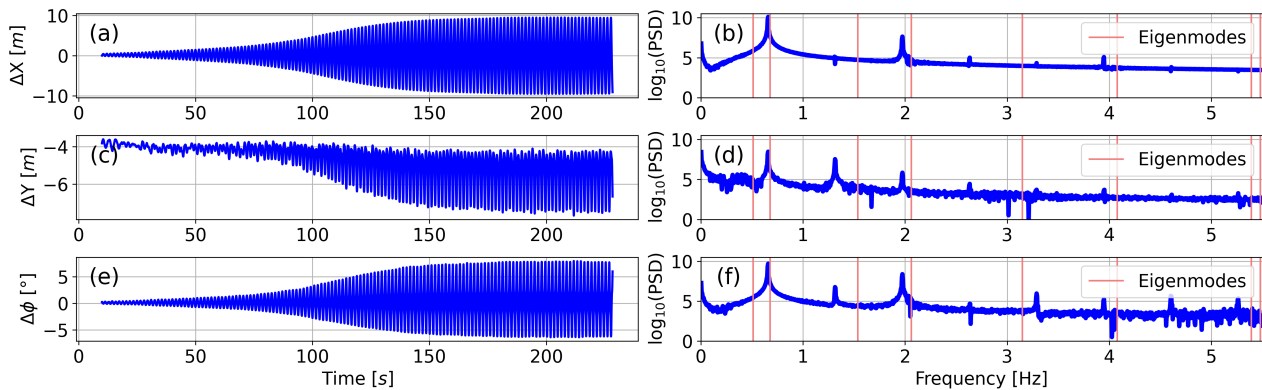 ΔX [m]
10
0
−10
(a)
0 50 100 150 200
log₁₀(PSD)
10
5
0
(b)
Eigenmodes
0 1 2 3 4 5
ΔY [m]
−4
−6
(c)
0 50 100 150 200
log₁₀(PSD)
10
5
0
(d)
Eigenmodes
0 1 2 3 4 5
Δϕ [°]
5
0
−5
(e)
0 50 100 150 200
Time [s]
log₁₀(PSD)
10
5
0
(f)
Eigenmodes
0 1 2 3 4 5
Frequency [Hz]